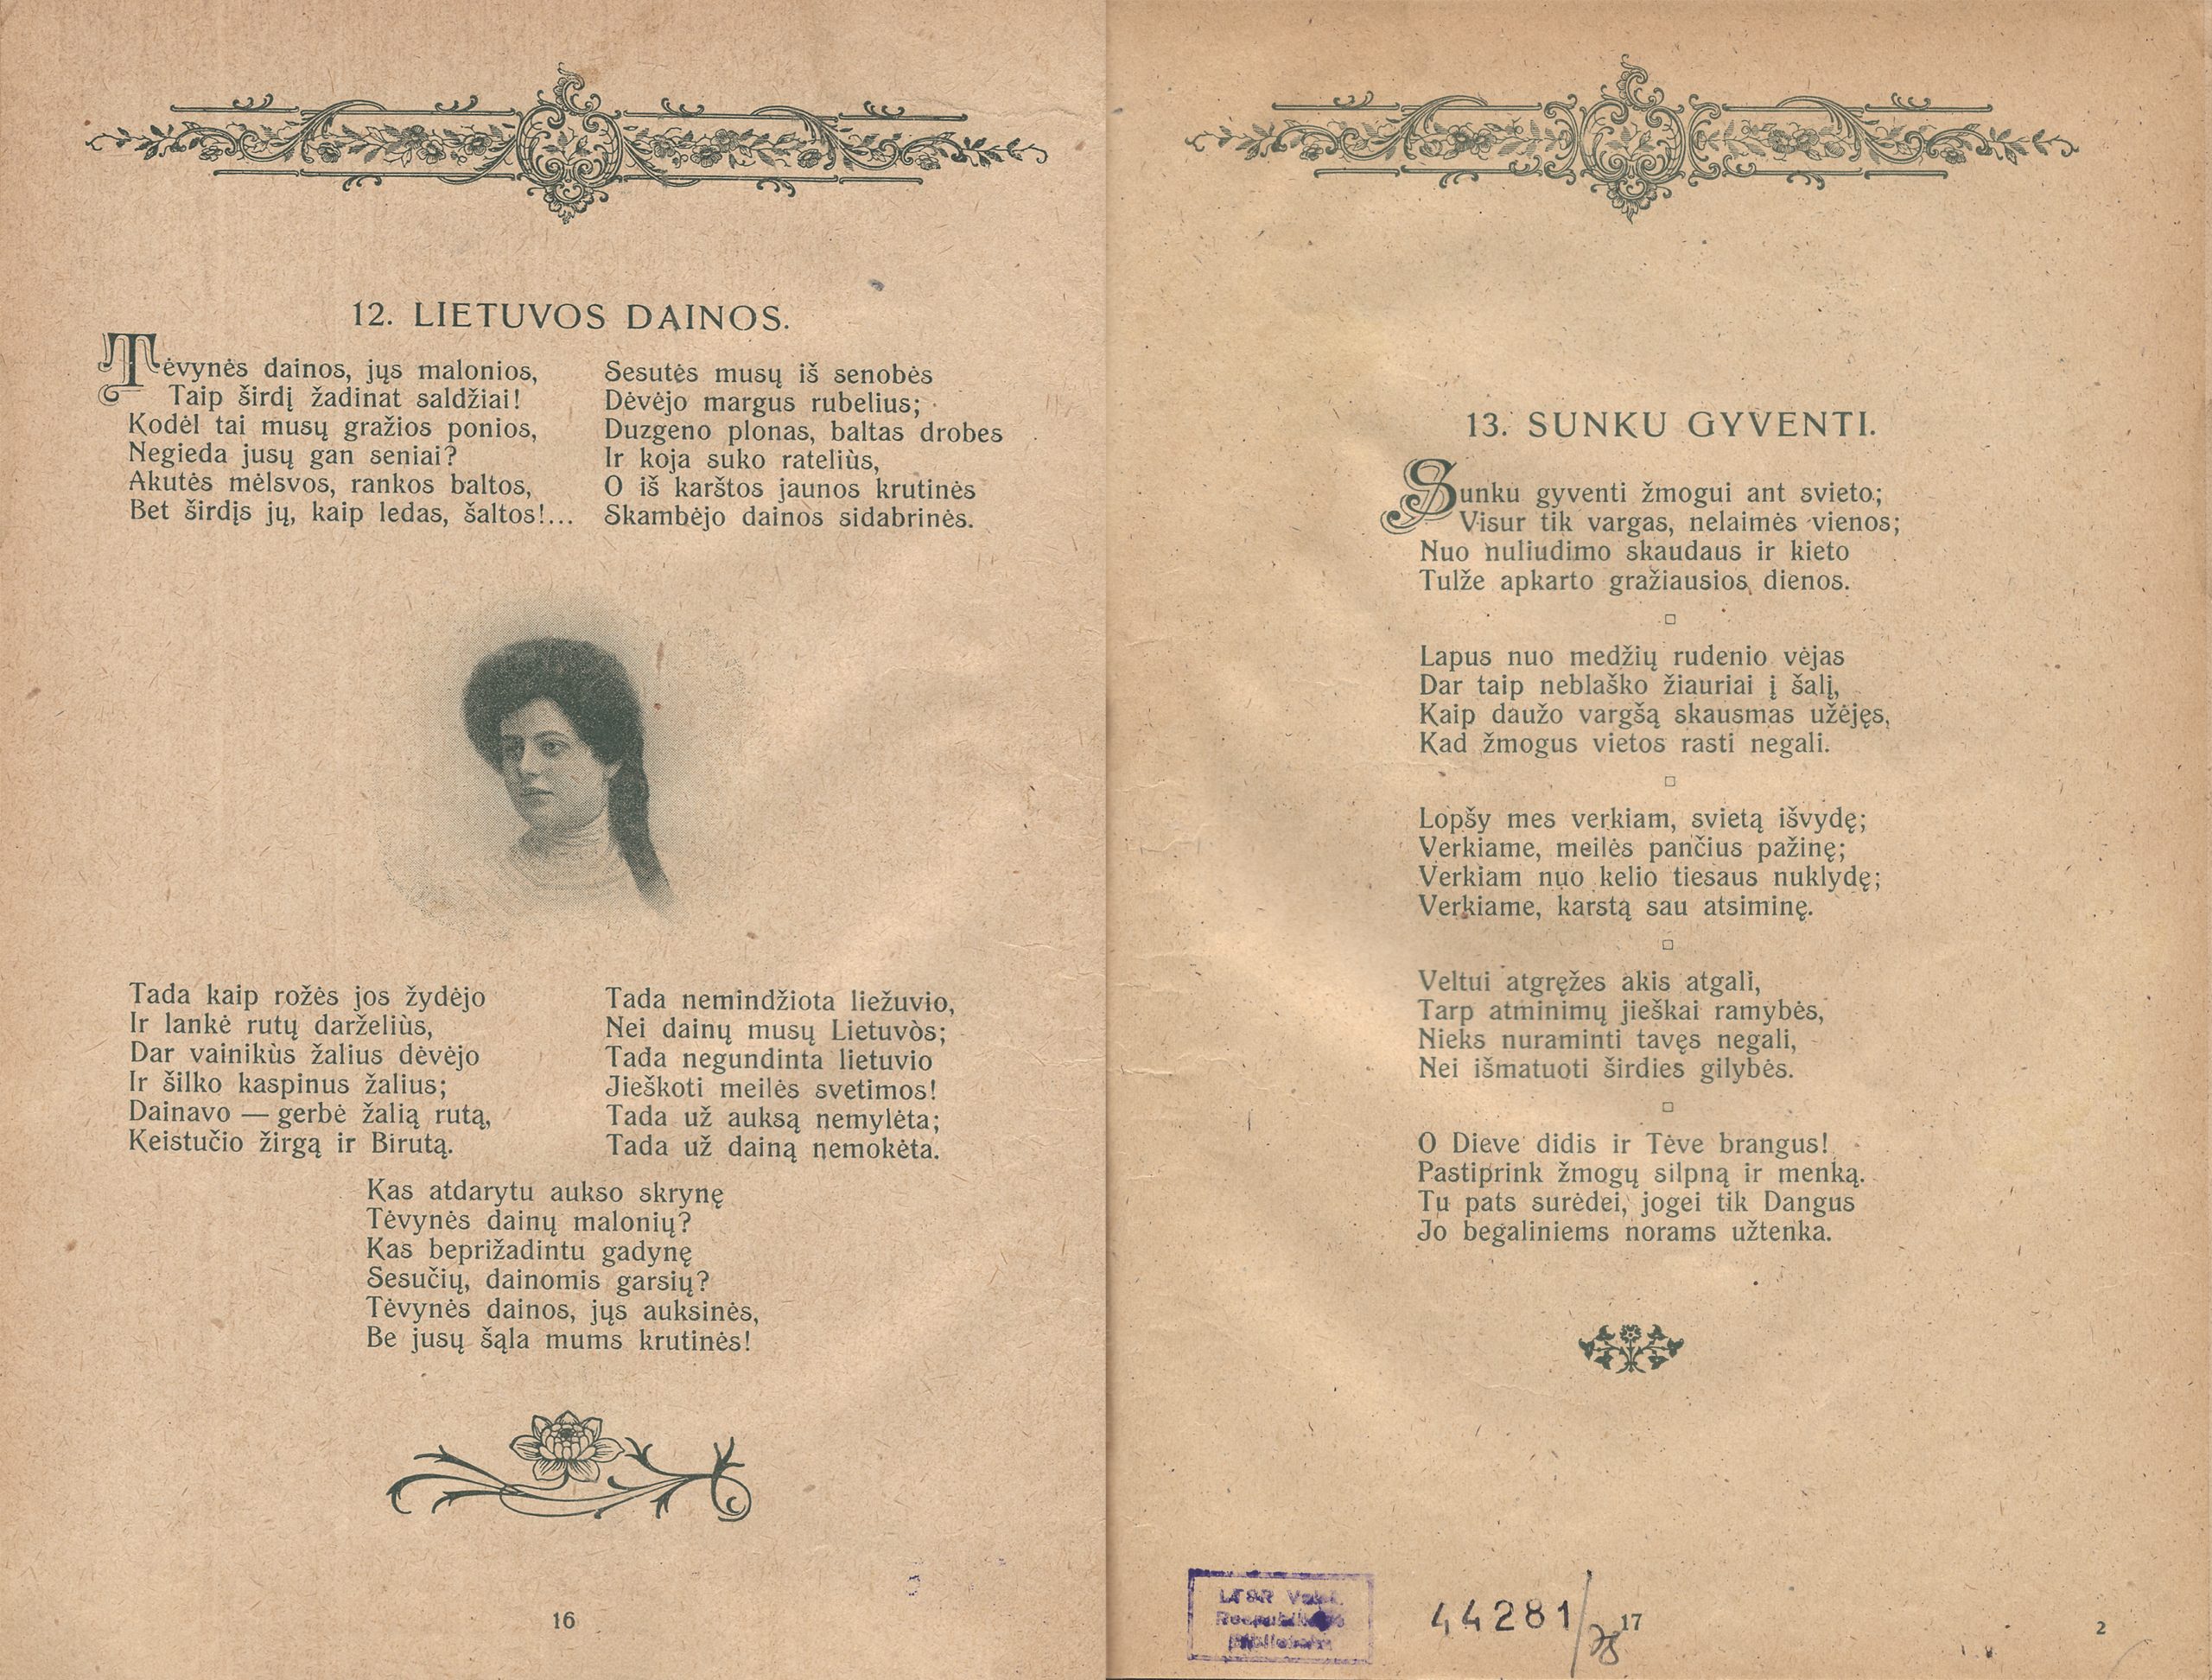 12. LIETUVOS DAINOS.
Tėvynės dainos, jųs malonios,
Taip širdį žadinat saldžiai!
Kodėl tai musų gražios ponios,
Negieda jusų gan seniai?
Akutės mėlsvos, rankos baltos,
Bet širdįs jų, kaip ledas, šaltos!...
Sesutės musų iš senobės
Dėvėjo margus rubelius;
Duzgeno plonas, baltas drobes
Ir koja suko rateliùs,
O iš karštos jaunos krutinės
Skambėjo dainos sidabrinės.
Tada kaip rožės jos žydėjo
Ir lankė rutų darželiùs,
Dar vainikùs žalius dėvėjo
Ir šilko kaspinus žalius;
Dainavo — gerbė žalią rutą,
Keistučio žirgą ir Birutą.
Tada nemindžiota liežuvio,
Nei dainų musų Lietuvòs;
Tada negundinta lietuvio
Jieškoti meilės svetimos!
Tada už auksą nemylėta;
Tada už dainą nemokėta.
Kas atdarytu aukso skrynę
Tėvynės dainų malonių?
Kas beprižadintu gadynę
Sesučių, dainomis garsių?
Tėvynės dainos, jųs auksinės,
Be jusų šąla mums krutinės!
16
13. SUNKU GYVENTI.
Sunku gyventi žmogui ant svieto;
Visur tik vargas, nelaimės vienos;
Nuo nuliudimo skaudaus ir kieto
Tulže apkarto gražiausios dienos.
Lapus nuo medžių rudenio vėjas
Dar taip neblaško žiauriai į šalį,
Kaip daužo vargšą skausmas užėjęs,
Kad žmogus vietos rasti negali.
Lopšy mes verkiam, svietą išvydę;
Verkiame, meilės pančius pažinę;
Verkiam nuo kelio tiesaus nuklydę;
Verkiame, karstą sau atsiminę.
Veltui atgręžes akis atgali,
Tarp atminimų jieškai ramybės,
Nieks nuraminti tavęs negali,
Nei išmatuoti širdies gilybės.
O Dieve didis ir Tėve brangus!
Pastiprink žmogų silpną ir menką.
Tu pats surėdei, jogei tik Dangus
Jo begaliniems norams užtenka.
LTSR Valst.
44281/
17
2